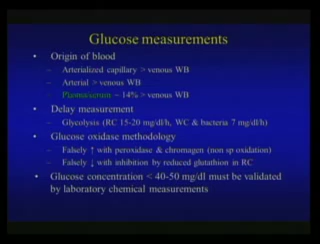 Glucose measurements
• Origin of blood
– Arterialized capillary > venous WB
– Arterial > venous WB
– Plasma/serum ~ 14% > venous WB
• Delay measurement
– Glycolysis (RC 15-20 mg/dl/h, WC & bacteria 7 mg/dl/h)
• Glucose oxidase methodology
– Falsely ↑ with peroxidase & chromagen (non sp oxidation)
– Falsely ↓ with inhibition by reduced glutathion in RC
• Glucose concentration < 40-50 mg/dl must be validated
by laboratory chemical measurements